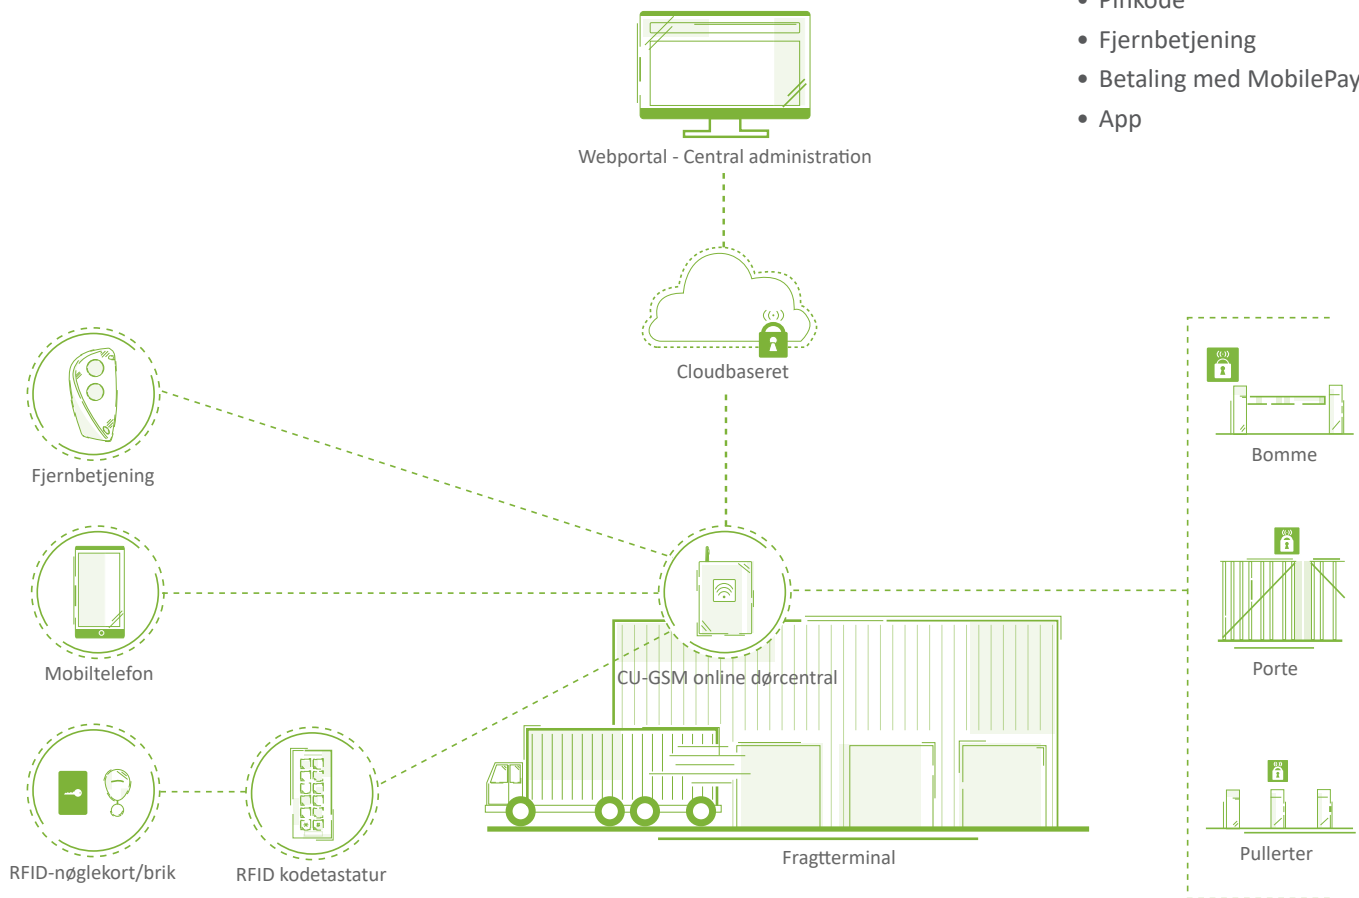 • Pinkode
• Fjernbetjening
• Betaling med MobilePay
• App
Webportal - Central administration
Cloudbaseret
Fjernbetjening
Bomme
Mobiltelefon
CU-GSM online dørcentral
Porte
RFID-nøglekort/brik
RFID kodetastatur
Fragtterminal
Pullerter